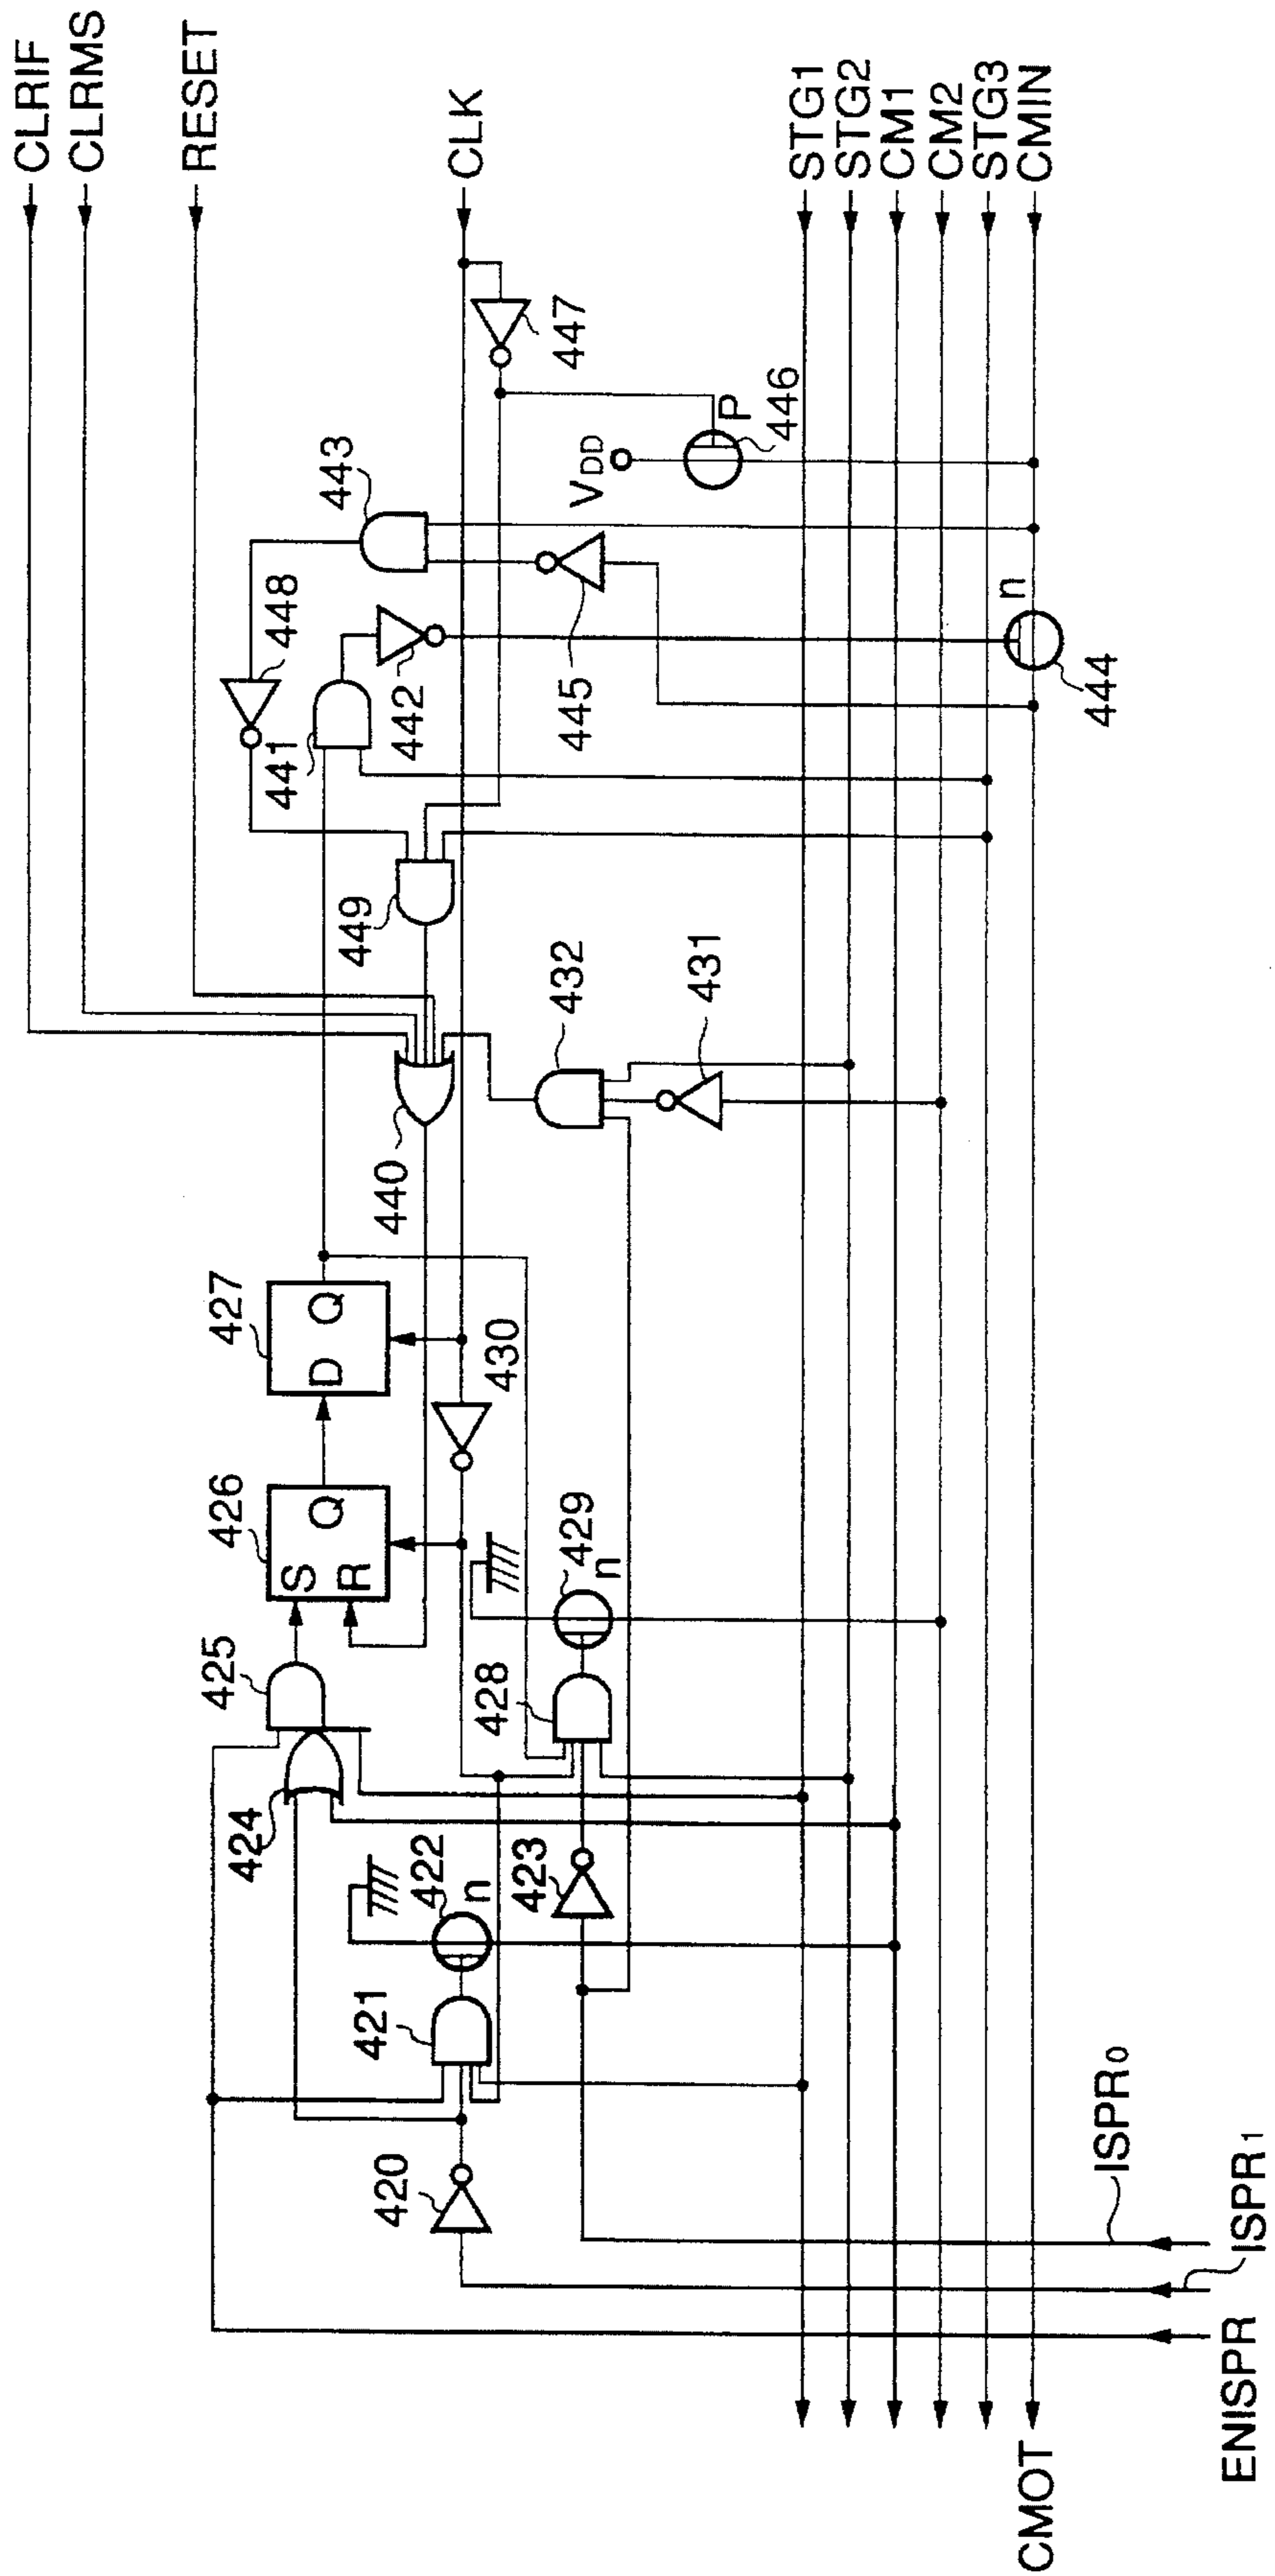 CLRIF
CLRMS
RESET
CLK
STG1
STG2
CM1
CM2
STG3
CMIN
447
P
446
VDD
443
n
444
445
448
441
442
449
432
431
440
427
D Q
430
426
S Q
R
429
n
425
428
424
422
n
423
421
420
ISPR0
ISPR1
ENISPR
CMOT